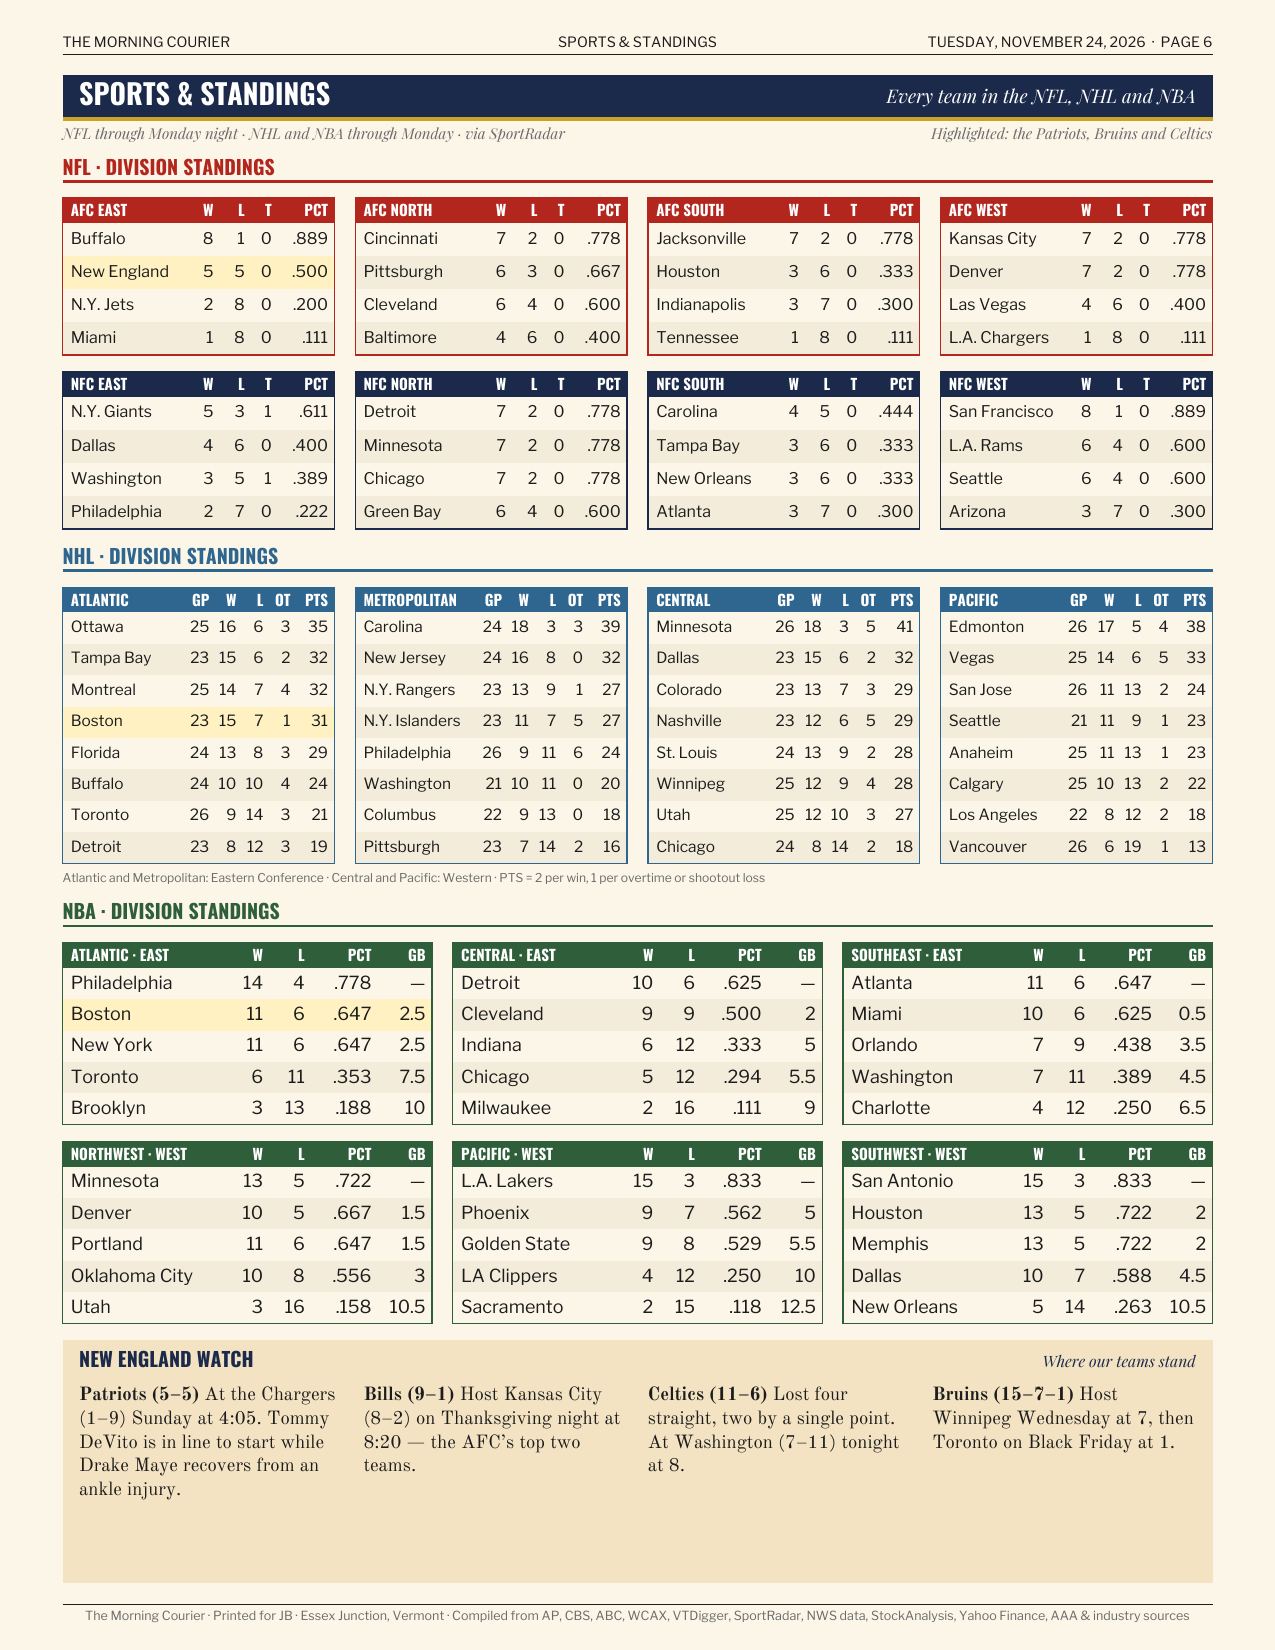 THE MORNING COURIER SPORTS & STANDINGS TUESDAY, NOVEMBER 24, 2026 · PAGE 6
SPORTS & STANDINGS Every team in the NFL, NHL and NBA
NFL through Monday night · NHL and NBA through Monday · via SportRadar Highlighted: the Patriots, Bruins and Celtics
NFL · DIVISION STANDINGS
AFC EAST W L T PCT
Buffalo 8 1 0 .889
New England 5 5 0 .500
N.Y. Jets 2 8 0 .200
Miami 1 8 0 .111
AFC NORTH W L T PCT
Cincinnati 7 2 0 .778
Pittsburgh 6 3 0 .667
Cleveland 6 4 0 .600
Baltimore 4 6 0 .400
AFC SOUTH W L T PCT
Jacksonville 7 2 0 .778
Houston 3 6 0 .333
Indianapolis 3 7 0 .300
Tennessee 1 8 0 .111
AFC WEST W L T PCT
Kansas City 7 2 0 .778
Denver 7 2 0 .778
Las Vegas 4 6 0 .400
L.A. Chargers 1 8 0 .111
NFC EAST W L T PCT
N.Y. Giants 5 3 1 .611
Dallas 4 6 0 .400
Washington 3 5 1 .389
Philadelphia 2 7 0 .222
NFC NORTH W L T PCT
Detroit 7 2 0 .778
Minnesota 7 2 0 .778
Chicago 7 2 0 .778
Green Bay 6 4 0 .600
NFC SOUTH W L T PCT
Carolina 4 5 0 .444
Tampa Bay 3 6 0 .333
New Orleans 3 6 0 .333
Atlanta 3 7 0 .300
NFC WEST W L T PCT
San Francisco 8 1 0 .889
L.A. Rams 6 4 0 .600
Seattle 6 4 0 .600
Arizona 3 7 0 .300
NHL · DIVISION STANDINGS
ATLANTIC GP W L OT PTS
Ottawa 25 16 6 3 35
Tampa Bay 23 15 6 2 32
Montreal 25 14 7 4 32
Boston 23 15 7 1 31
Florida 24 13 8 3 29
Buffalo 24 10 10 4 24
Toronto 26 9 14 3 21
Detroit 23 8 12 3 19
METROPOLITAN GP W L OT PTS
Carolina 24 18 3 3 39
New Jersey 24 16 8 0 32
N.Y. Rangers 23 13 9 1 27
N.Y. Islanders 23 11 7 5 27
Philadelphia 26 9 11 6 24
Washington 21 10 11 0 20
Columbus 22 9 13 0 18
Pittsburgh 23 7 14 2 16
CENTRAL GP W L OT PTS
Minnesota 26 18 3 5 41
Dallas 23 15 6 2 32
Colorado 23 13 7 3 29
Nashville 23 12 6 5 29
St. Louis 24 13 9 2 28
Winnipeg 25 12 9 4 28
Utah 25 12 10 3 27
Chicago 24 8 14 2 18
PACIFIC GP W L OT PTS
Edmonton 26 17 5 4 38
Vegas 25 14 6 5 33
San Jose 26 11 13 2 24
Seattle 21 11 9 1 23
Anaheim 25 11 13 1 23
Calgary 25 10 13 2 22
Los Angeles 22 8 12 2 18
Vancouver 26 6 19 1 13
Atlantic and Metropolitan: Eastern Conference · Central and Pacific: Western · PTS = 2 per win, 1 per overtime or shootout loss
NBA · DIVISION STANDINGS
ATLANTIC · EAST W L PCT GB
Philadelphia 14 4 .778 —
Boston 11 6 .647 2.5
New York 11 6 .647 2.5
Toronto 6 11 .353 7.5
Brooklyn 3 13 .188 10
CENTRAL · EAST W L PCT GB
Detroit 10 6 .625 —
Cleveland 9 9 .500 2
Indiana 6 12 .333 5
Chicago 5 12 .294 5.5
Milwaukee 2 16 .111 9
SOUTHEAST · EAST W L PCT GB
Atlanta 11 6 .647 —
Miami 10 6 .625 0.5
Orlando 7 9 .438 3.5
Washington 7 11 .389 4.5
Charlotte 4 12 .250 6.5
NORTHWEST · WEST W L PCT GB
Minnesota 13 5 .722 —
Denver 10 5 .667 1.5
Portland 11 6 .647 1.5
Oklahoma City 10 8 .556 3
Utah 3 16 .158 10.5
PACIFIC · WEST W L PCT GB
L.A. Lakers 15 3 .833 —
Phoenix 9 7 .562 5
Golden State 9 8 .529 5.5
LA Clippers 4 12 .250 10
Sacramento 2 15 .118 12.5
SOUTHWEST · WEST W L PCT GB
San Antonio 15 3 .833 —
Houston 13 5 .722 2
Memphis 13 5 .722 2
Dallas 10 7 .588 4.5
New Orleans 5 14 .263 10.5
NEW ENGLAND WATCH Where our teams stand
Patriots (5–5) At the Chargers
(1–9) Sunday at 4:05. Tommy
DeVito is in line to start while
Drake Maye recovers from an
ankle injury.
Bills (9–1) Host Kansas City
(8–2) on Thanksgiving night at
8:20 — the AFC's top two
teams.
Celtics (11–6) Lost four
straight, two by a single point.
At Washington (7–11) tonight
at 8.
Bruins (15–7–1) Host
Winnipeg Wednesday at 7, then
Toronto on Black Friday at 1.
The Morning Courier · Printed for JB · Essex Junction, Vermont · Compiled from AP, CBS, ABC, WCAX, VTDigger, SportRadar, NWS data, StockAnalysis, Yahoo Finance, AAA & industry sources